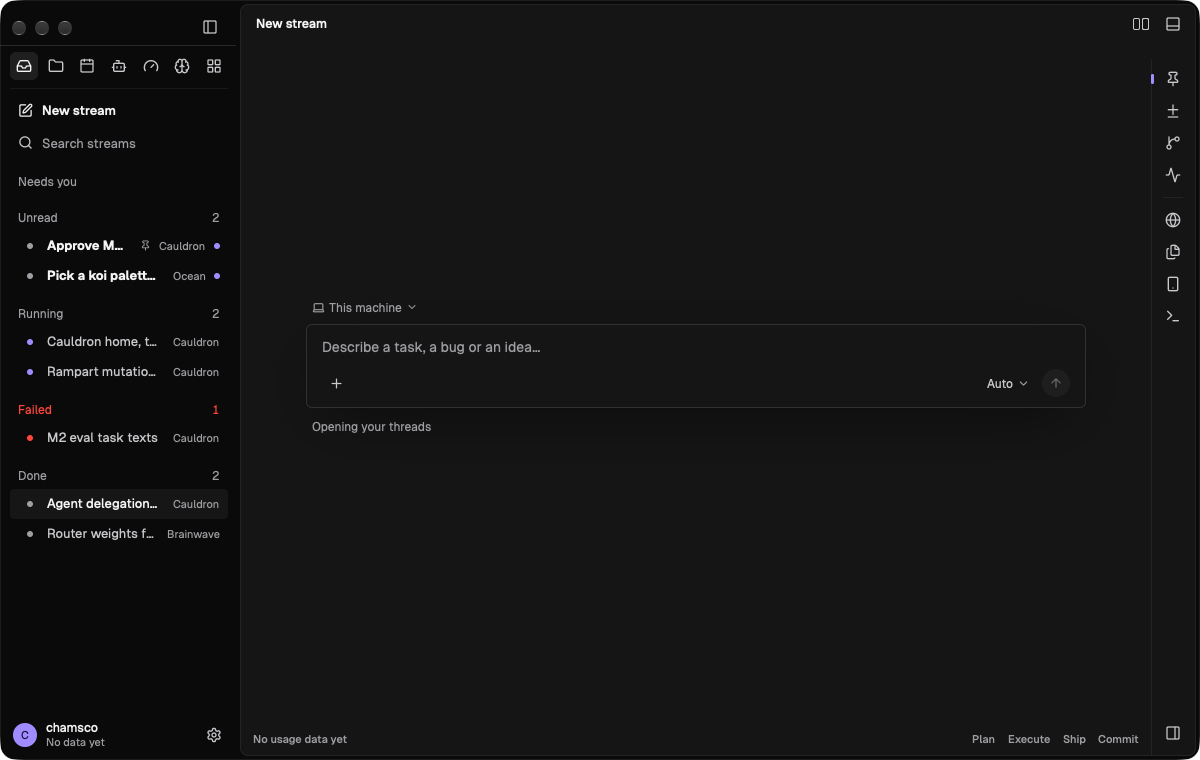 New stream
New stream
Search streams
Needs you
Unread 2
Approve M... Cauldron
Pick a koi palett... Ocean
Running 2
Cauldron home, t... Cauldron
Rampart mutatio... Cauldron
Failed 1
M2 eval task texts Cauldron
Done 2
Agent delegation... Cauldron
Router weights f... Brainwave
This machine
Describe a task, a bug or an idea...
Auto
Opening your threads
C
chamsco
No data yet
No usage data yet
Plan Execute Ship Commit